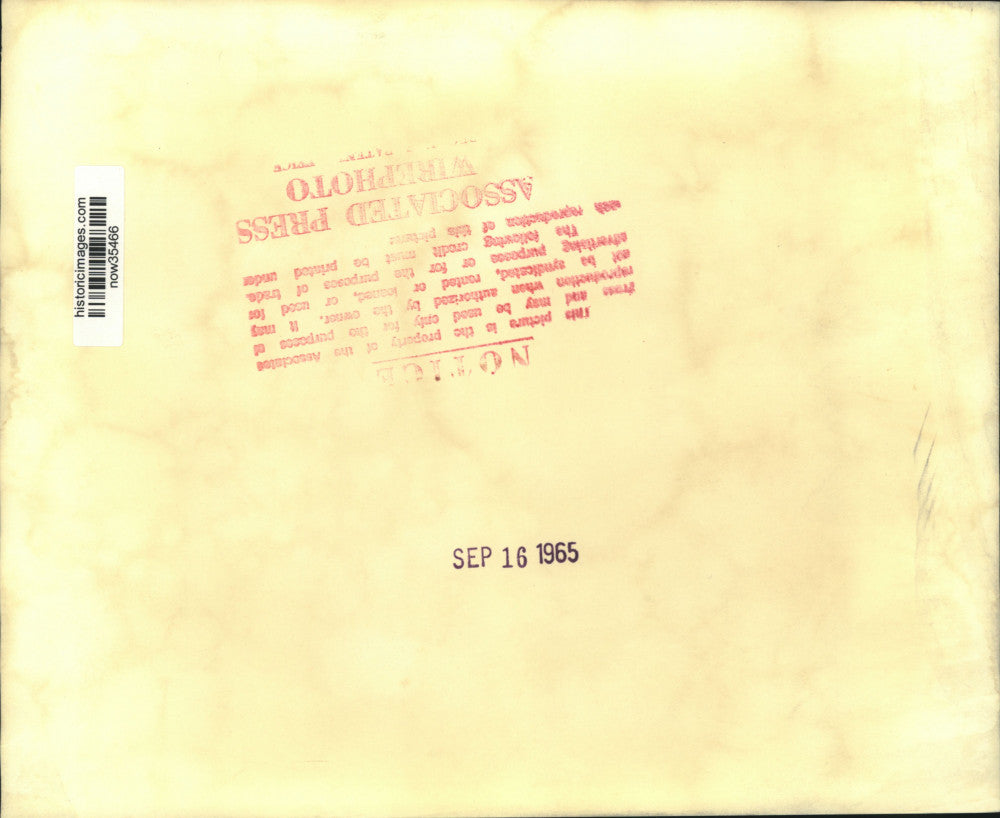 historicimages.com
now35466
NOTICE
This picture is the property of the Associated
Press and may be used only for the purposes of
reproduction when authorized by the owner. It may
not be syndicated, rented or loaned, or used for
advertising purposes or for the purposes of trade.
The following credit must be printed under
each reproduction of this picture:
ASSOCIATED PRESS
WIREPHOTO
SEP 16 1965